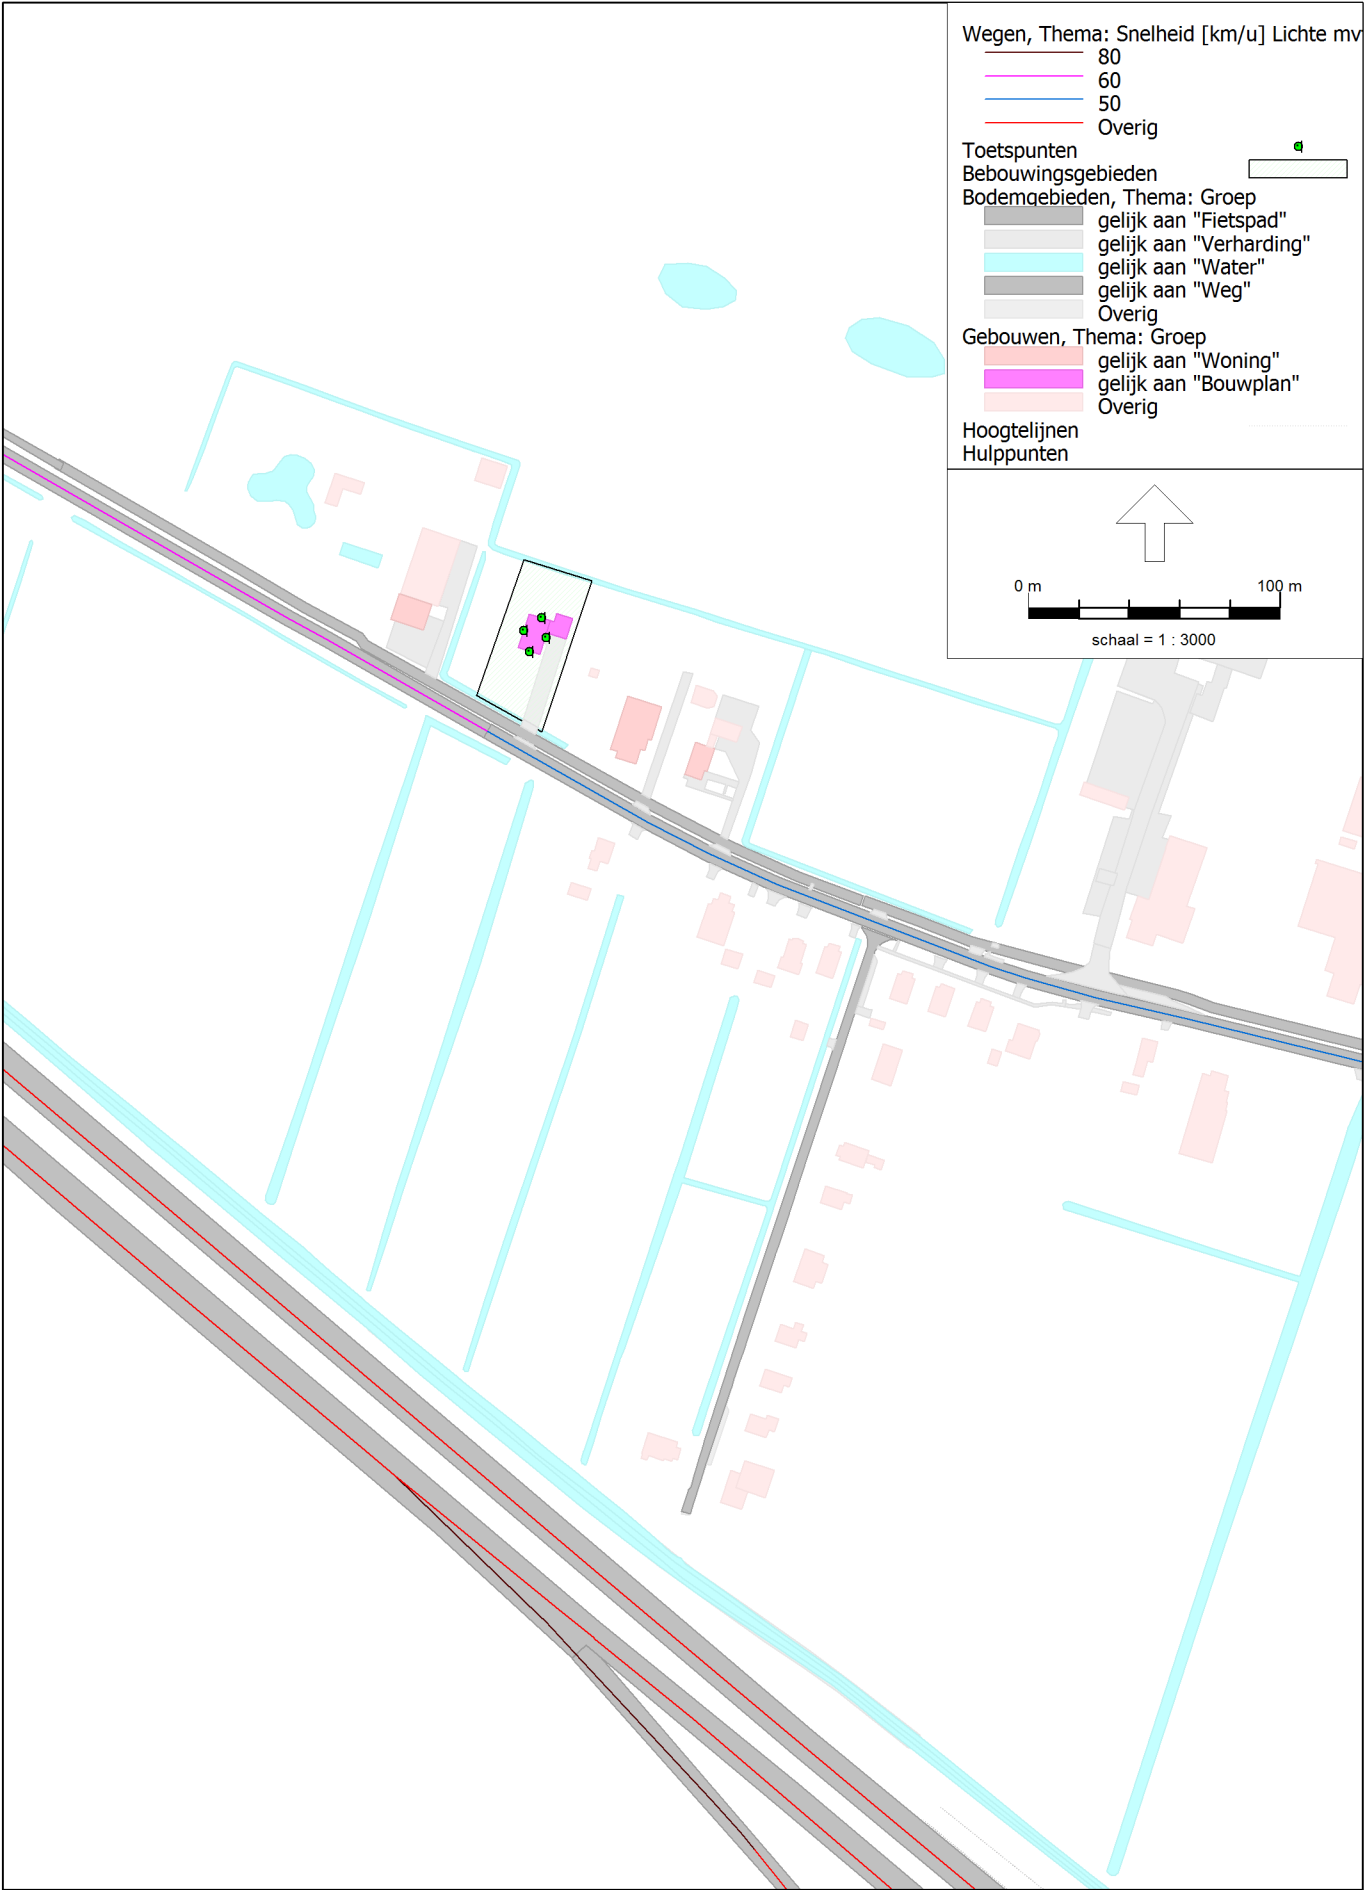 Wegen, Thema: Snelheid [km/u] Lichte mv
80
60
50
Overig
Toetspunten
Bebouwingsgebieden
Bodemgebieden, Thema: Groep
gelijk aan "Fietspad"
gelijk aan "Verharding"
gelijk aan "Water"
gelijk aan "Weg"
Overig
Gebouwen, Thema: Groep
gelijk aan "Woning"
gelijk aan "Bouwplan"
Overig
Hoogtelijnen
Hulppunten
0 m 100 m
schaal = 1 : 3000